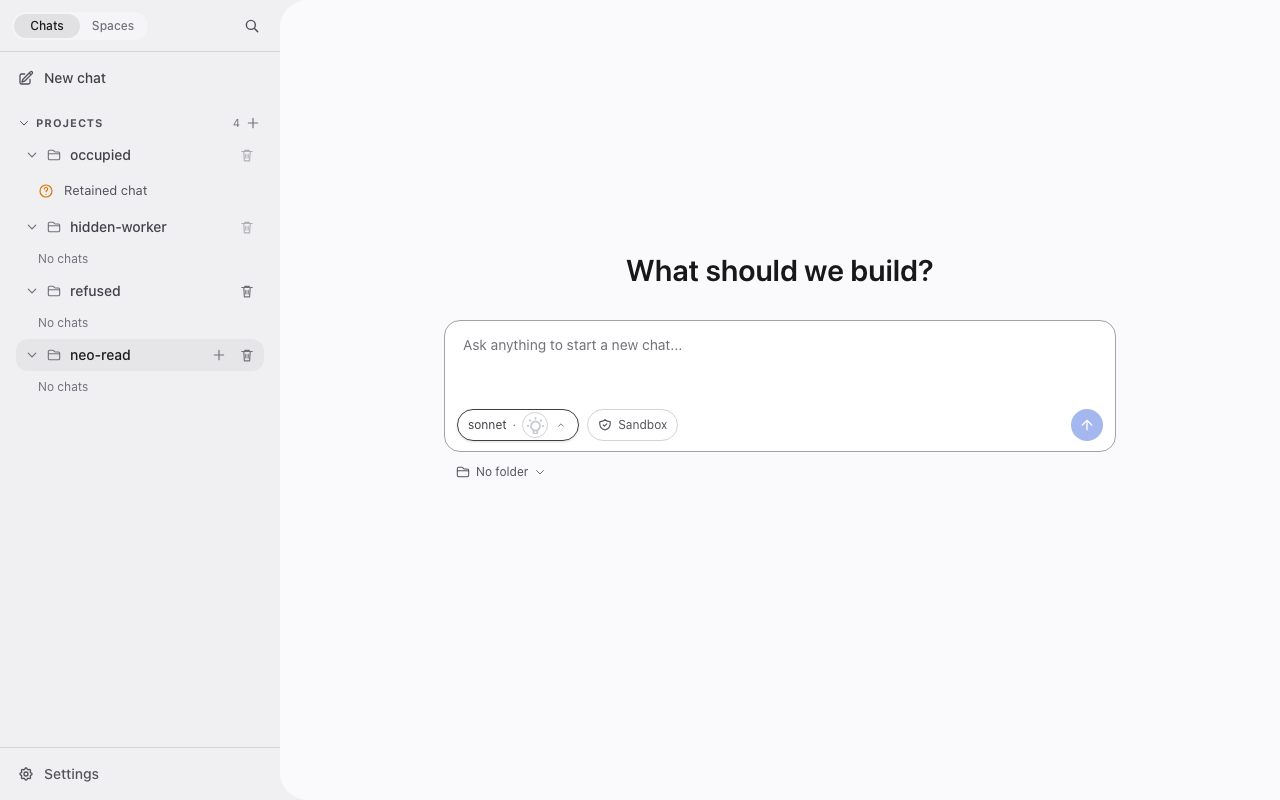 Chats Spaces
New chat
PROJECTS 4
occupied
Retained chat
hidden-worker
No chats
refused
No chats
neo-read
No chats
Settings
What should we build?
Ask anything to start a new chat...
sonnet · Sandbox
No folder